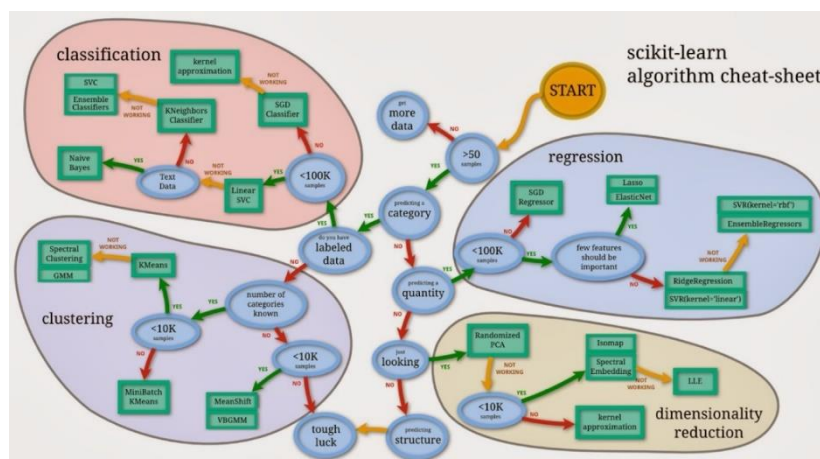 scikit-learn
algorithm cheat-sheet
START
>50
samples
NO
get
more
data
YES
predicting a
category
YES
NO
do you have
labeled
data
YES
NO
predicting a
quantity
YES
NO
just
looking
YES
NO
predicting
structure
tough
luck
classification
<100K
samples
YES
NO
Linear
SVC
NOT
WORKING
Text
Data
YES
NO
Naive
Bayes
KNeighbors
Classifier
NOT
WORKING
SVC
Ensemble
Classifiers
SGD
Classifier
NOT
WORKING
kernel
approximation
clustering
number of
categories
known
YES
NO
<10K
samples
YES
NO
KMeans
NOT
WORKING
Spectral
Clustering
GMM
MiniBatch
KMeans
<10K
samples
YES
NO
MeanShift
VBGMM
regression
<100K
samples
NO
YES
SGD
Regressor
few features
should be
important
YES
NO
Lasso
ElasticNet
RidgeRegression
SVR(kernel='linear')
NOT
WORKING
SVR(kernel='rbf')
EnsembleRegressors
dimensionality
reduction
Randomized
PCA
NOT
WORKING
<10K
samples
YES
NO
Isomap
Spectral
Embedding
NOT
WORKING
LLE
kernel
approximation